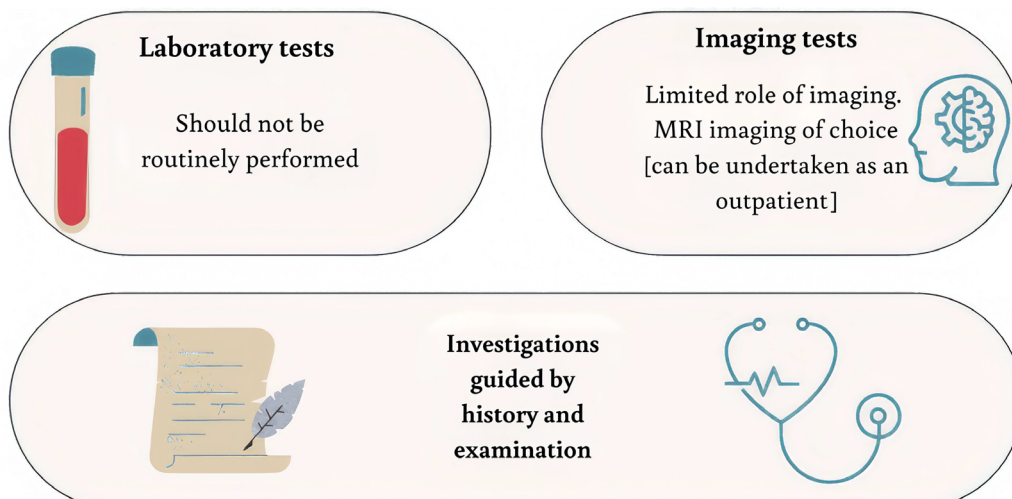 Laboratory tests
Should not be
routinely performed
Imaging tests
Limited role of imaging.
MRI imaging of choice
[can be undertaken as an
outpatient]
Investigations
guided by
history and
examination